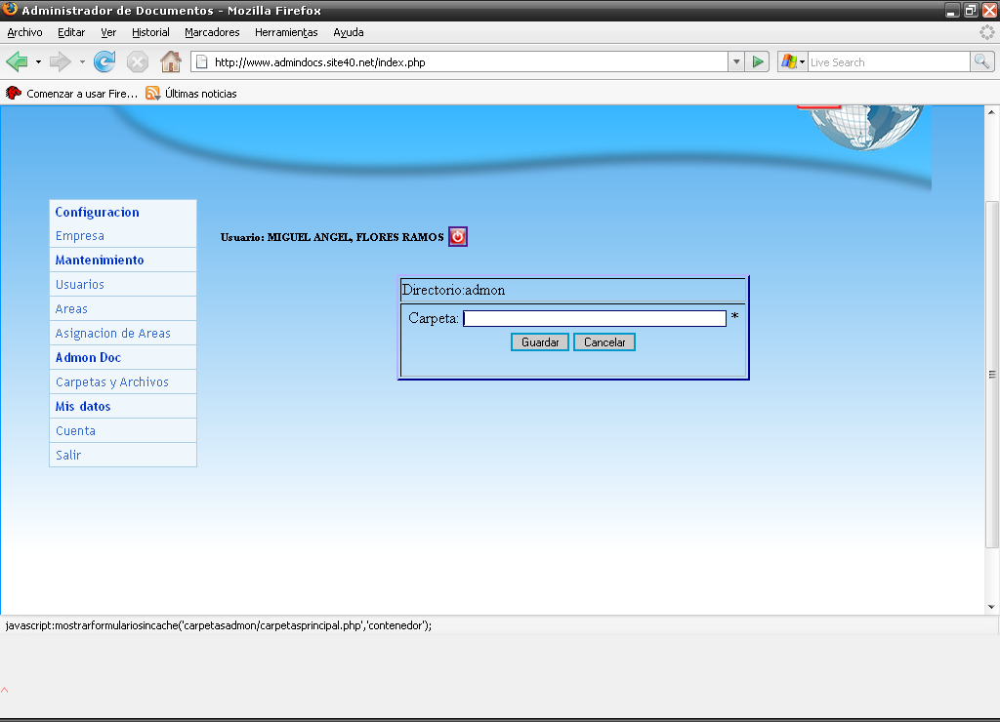 Administrador de Documentos - Mozilla Firefox
Archivo Editar Ver Historial Marcadores Herramientas Ayuda
http://www.admindocs.site40.net/index.php Live Search
Comenzar a usar Fire... Últimas noticias
Configuracion
Empresa
Mantenimiento
Usuarios
Areas
Asignacion de Areas
Admon Doc
Carpetas y Archivos
Mis datos
Cuenta
Salir
Usuario: MIGUEL ANGEL, FLORES RAMOS
Directorio:admon
Carpeta: *
Guardar Cancelar
javascript:mostrarformulariosincache('carpetasadmon/carpetasprincipal.php','contenedor');